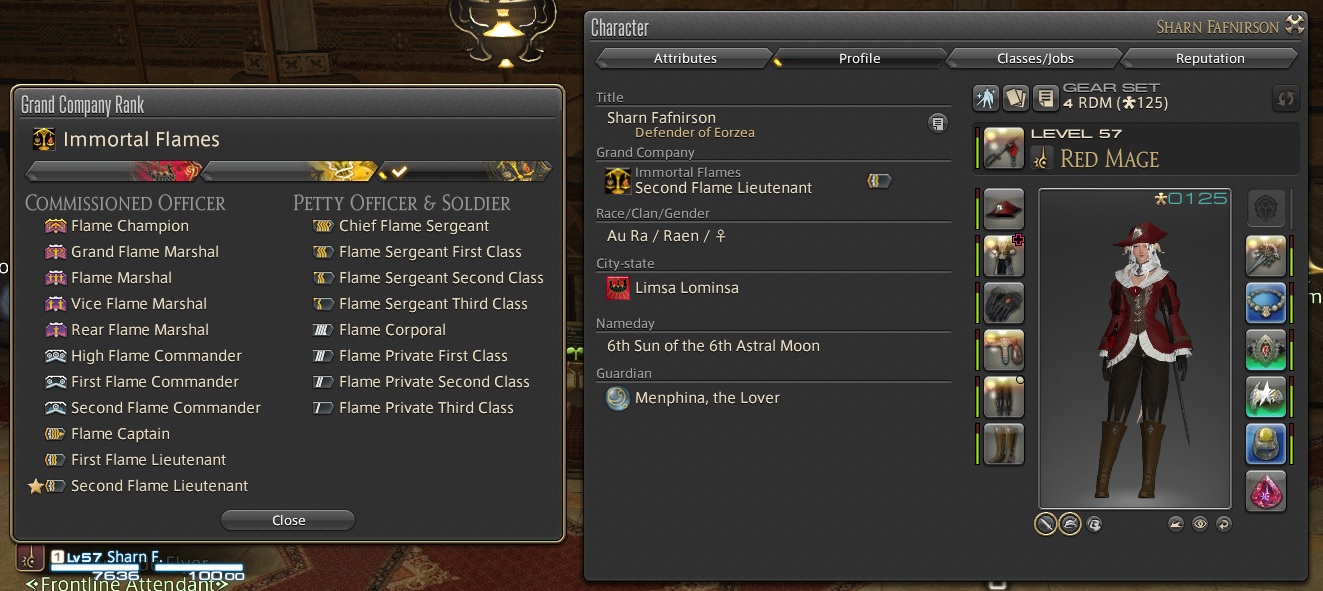 Grand Company Rank
Immortal Flames
COMMISSIONED OFFICER
Flame Champion
Grand Flame Marshal
Flame Marshal
Vice Flame Marshal
Rear Flame Marshal
High Flame Commander
First Flame Commander
Second Flame Commander
Flame Captain
First Flame Lieutenant
Second Flame Lieutenant
PETTY OFFICER & SOLDIER
Chief Flame Sergeant
Flame Sergeant First Class
Flame Sergeant Second Class
Flame Sergeant Third Class
Flame Corporal
Flame Private First Class
Flame Private Second Class
Flame Private Third Class
Close
1 Lv57 Sharn F.
7636 10000
<Frontline Attendant>
Character
SHARN FAFNIRSON
Attributes
Profile
Classes/Jobs
Reputation
Title
Sharn Fafnirson
Defender of Eorzea
Grand Company
Immortal Flames
Second Flame Lieutenant
Race/Clan/Gender
Au Ra / Raen / ♀
City-state
Limsa Lominsa
Nameday
6th Sun of the 6th Astral Moon
Guardian
Menphina, the Lover
GEAR SET
4 RDM (125)
LEVEL 57
RED MAGE
0125